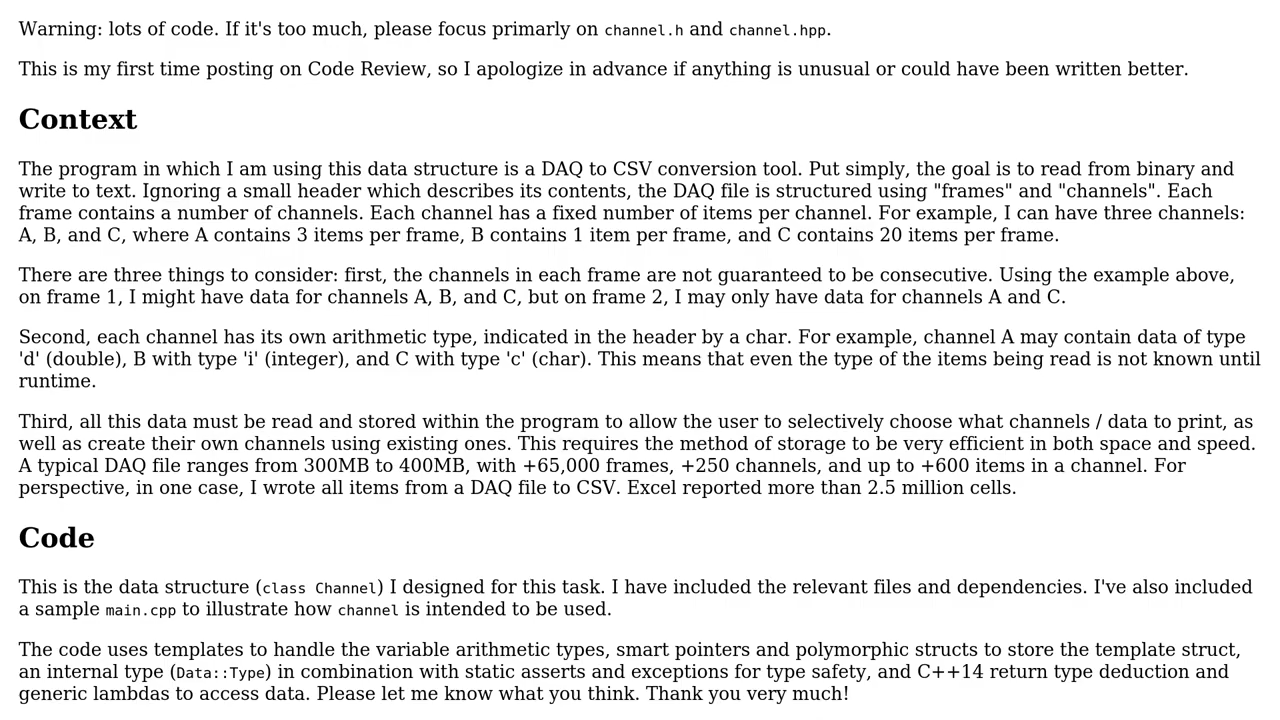 Warning: lots of code. If it's too much, please focus primarly on channel.h and channel.hpp.
This is my first time posting on Code Review, so I apologize in advance if anything is unusual or could have been written better.
Context
The program in which I am using this data structure is a DAQ to CSV conversion tool. Put simply, the goal is to read from binary and
write to text. Ignoring a small header which describes its contents, the DAQ file is structured using "frames" and "channels". Each
frame contains a number of channels. Each channel has a fixed number of items per channel. For example, I can have three channels:
A, B, and C, where A contains 3 items per frame, B contains 1 item per frame, and C contains 20 items per frame.
There are three things to consider: first, the channels in each frame are not guaranteed to be consecutive. Using the example above,
on frame 1, I might have data for channels A, B, and C, but on frame 2, I may only have data for channels A and C.
Second, each channel has its own arithmetic type, indicated in the header by a char. For example, channel A may contain data of type
'd' (double), B with type 'i' (integer), and C with type 'c' (char). This means that even the type of the items being read is not known until
runtime.
Third, all this data must be read and stored within the program to allow the user to selectively choose what channels / data to print, as
well as create their own channels using existing ones. This requires the method of storage to be very efficient in both space and speed.
A typical DAQ file ranges from 300MB to 400MB, with +65,000 frames, +250 channels, and up to +600 items in a channel. For
perspective, in one case, I wrote all items from a DAQ file to CSV. Excel reported more than 2.5 million cells.
Code
This is the data structure (class Channel) I designed for this task. I have included the relevant files and dependencies. I've also included
a sample main.cpp to illustrate how channel is intended to be used.
The code uses templates to handle the variable arithmetic types, smart pointers and polymorphic structs to store the template struct,
an internal type (Data::Type) in combination with static asserts and exceptions for type safety, and C++14 return type deduction and
generic lambdas to access data. Please let me know what you think. Thank you very much!